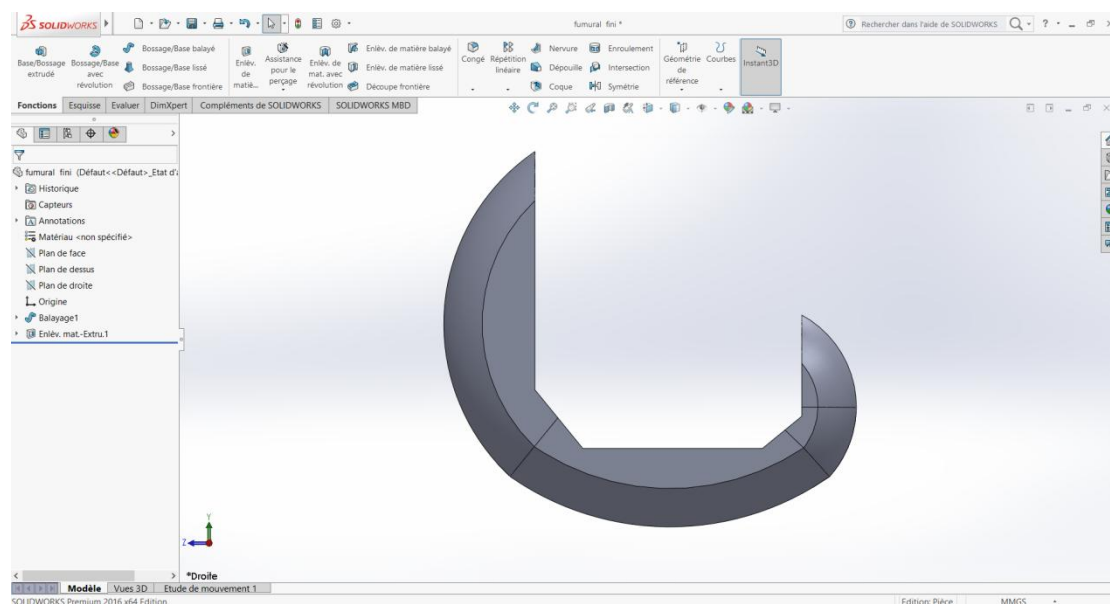 SOLIDWORKS
fumural fini *
Rechercher dans l'aide de SOLIDWORKS
?
Base/Bossage extrudé
Bossage/Base avec révolution
Bossage/Base balayé
Bossage/Base lissé
Bossage/Base frontière
Enlèv. de matiè...
Assistance pour le perçage
Enlèv. de mat. avec révolution
Enlèv. de matière balayé
Enlèv. de matière lissé
Découpe frontière
Congé
Répétition linéaire
Nervure
Dépouille
Coque
Enroulement
Intersection
Symétrie
Géométrie de référence
Courbes
Instant3D
Fonctions
Esquisse
Evaluer
DimXpert
Compléments de SOLIDWORKS
SOLIDWORKS MBD
fumural fini (Défaut<<Défaut>_Etat d'
Historique
Capteurs
Annotations
Matériau <non spécifié>
Plan de face
Plan de dessus
Plan de droite
Origine
Balayage1
Enlèv. mat.-Extru.1
Y
Z
*Droite
Modèle
Vues 3D
Etude de mouvement 1
SOLIDWORKS Premium 2016 x64 Edition
Edition: Pièce
MMGS